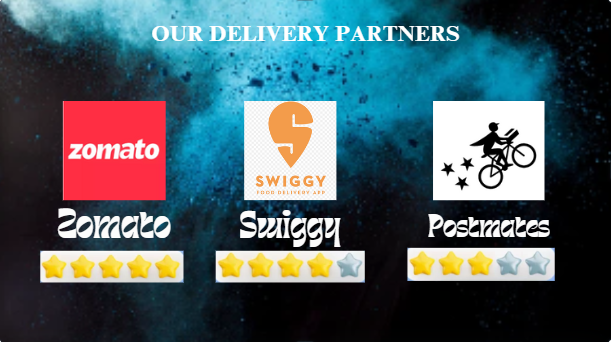 OUR DELIVERY PARTNERS
zomato
SWIGGY
FOOD DELIVERY APP
Zomato
Swiggy
Postmates